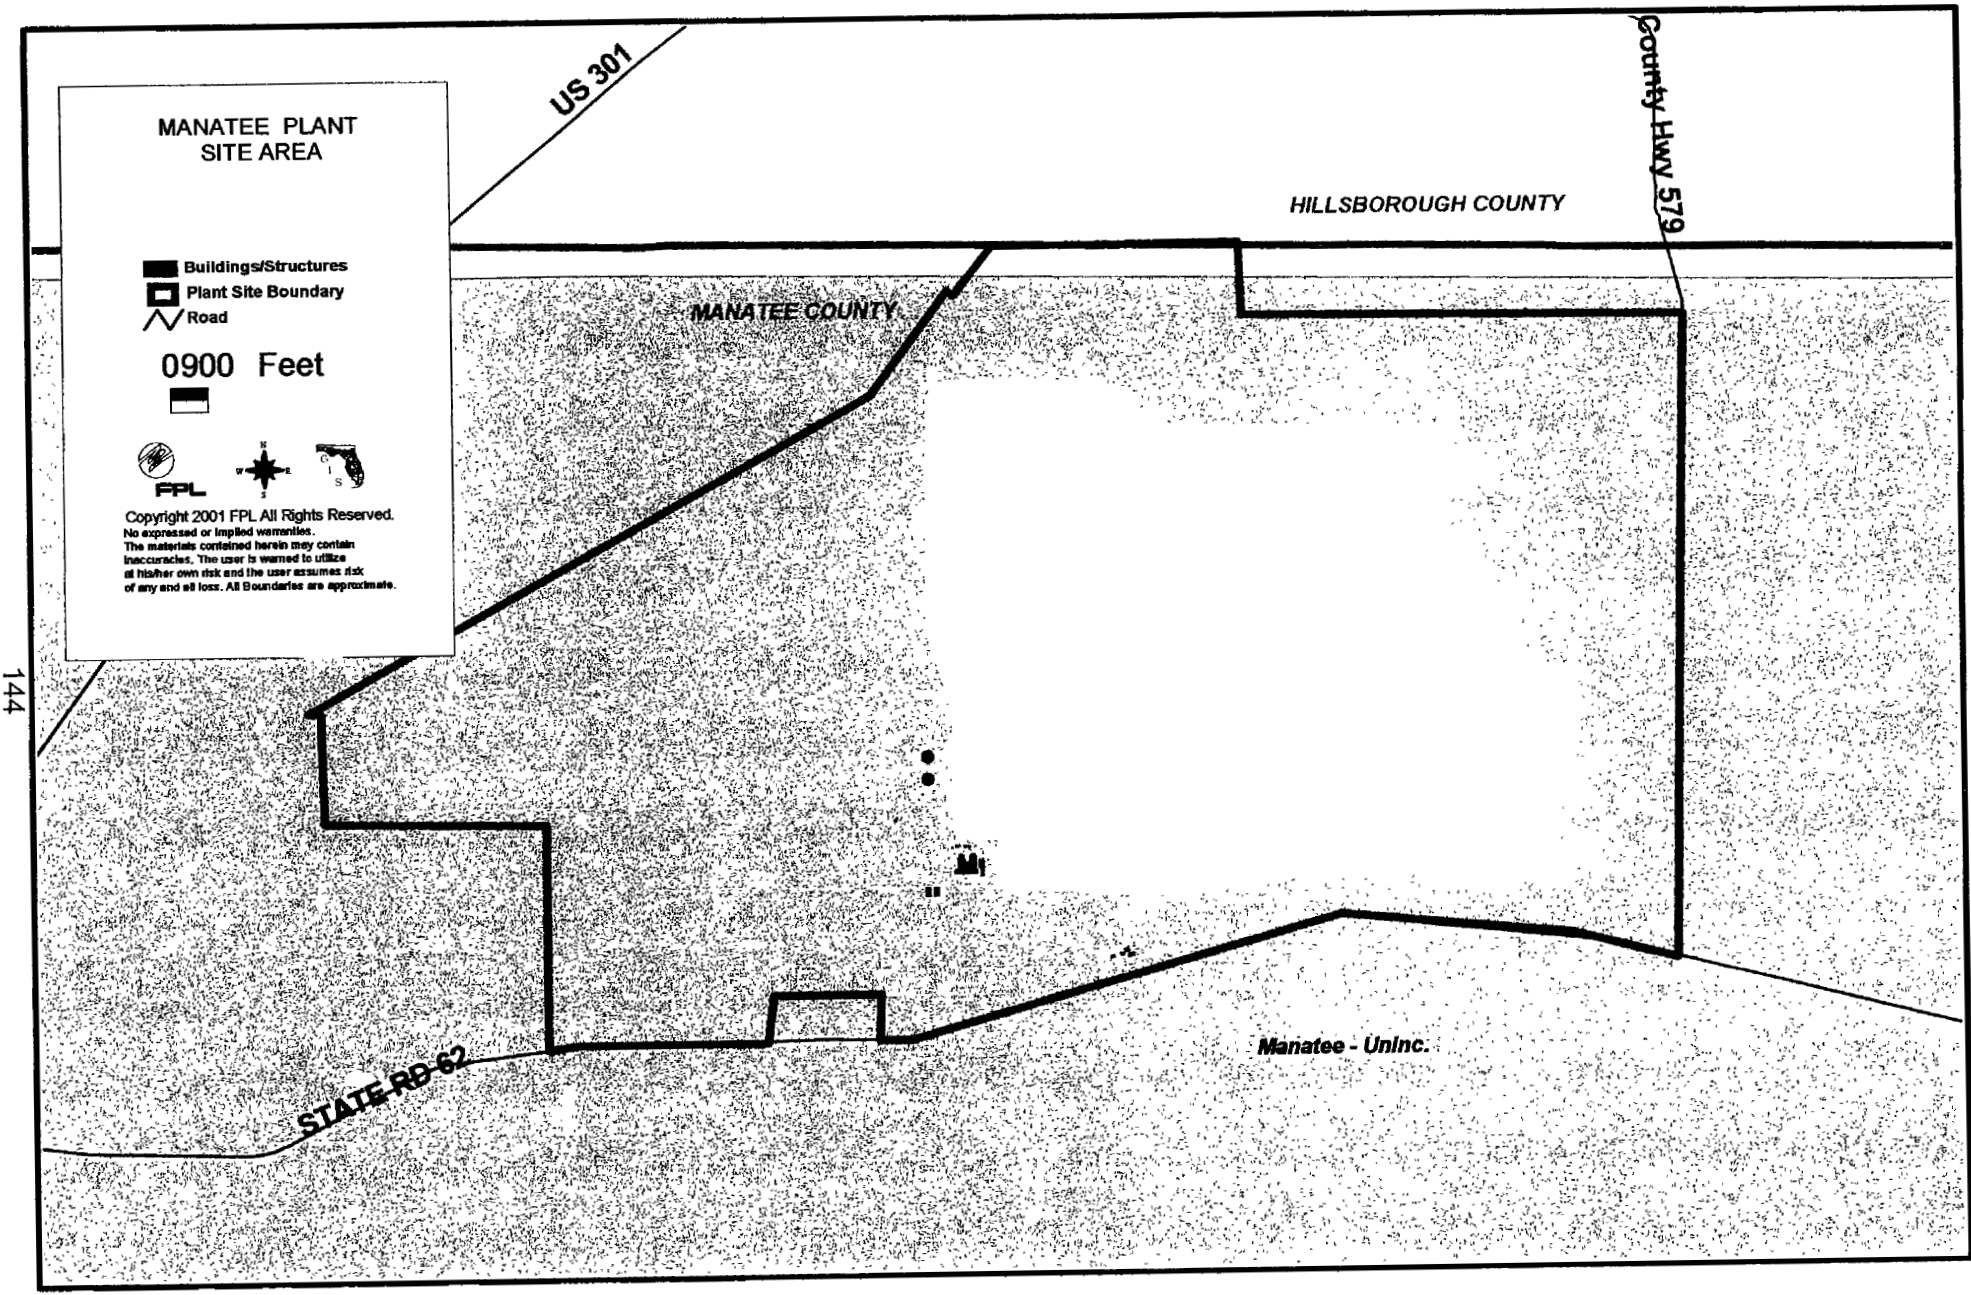 MANATEE PLANT
SITE AREA
Buildings/Structures
Plant Site Boundary
Road
0900 Feet
N
W E
S
G
I
S
FPL
Copyright 2001 FPL All Rights Reserved.
No expressed or implied warranties.
The materials contained herein may contain
inaccuracies. The user is warned to utilize
at his/her own risk and the user assumes risk
of any and all loss. All Boundaries are approximate.
US 301
County Hwy 579
HILLSBOROUGH COUNTY
MANATEE COUNTY
STATE RD 62
Manatee - Uninc.
144